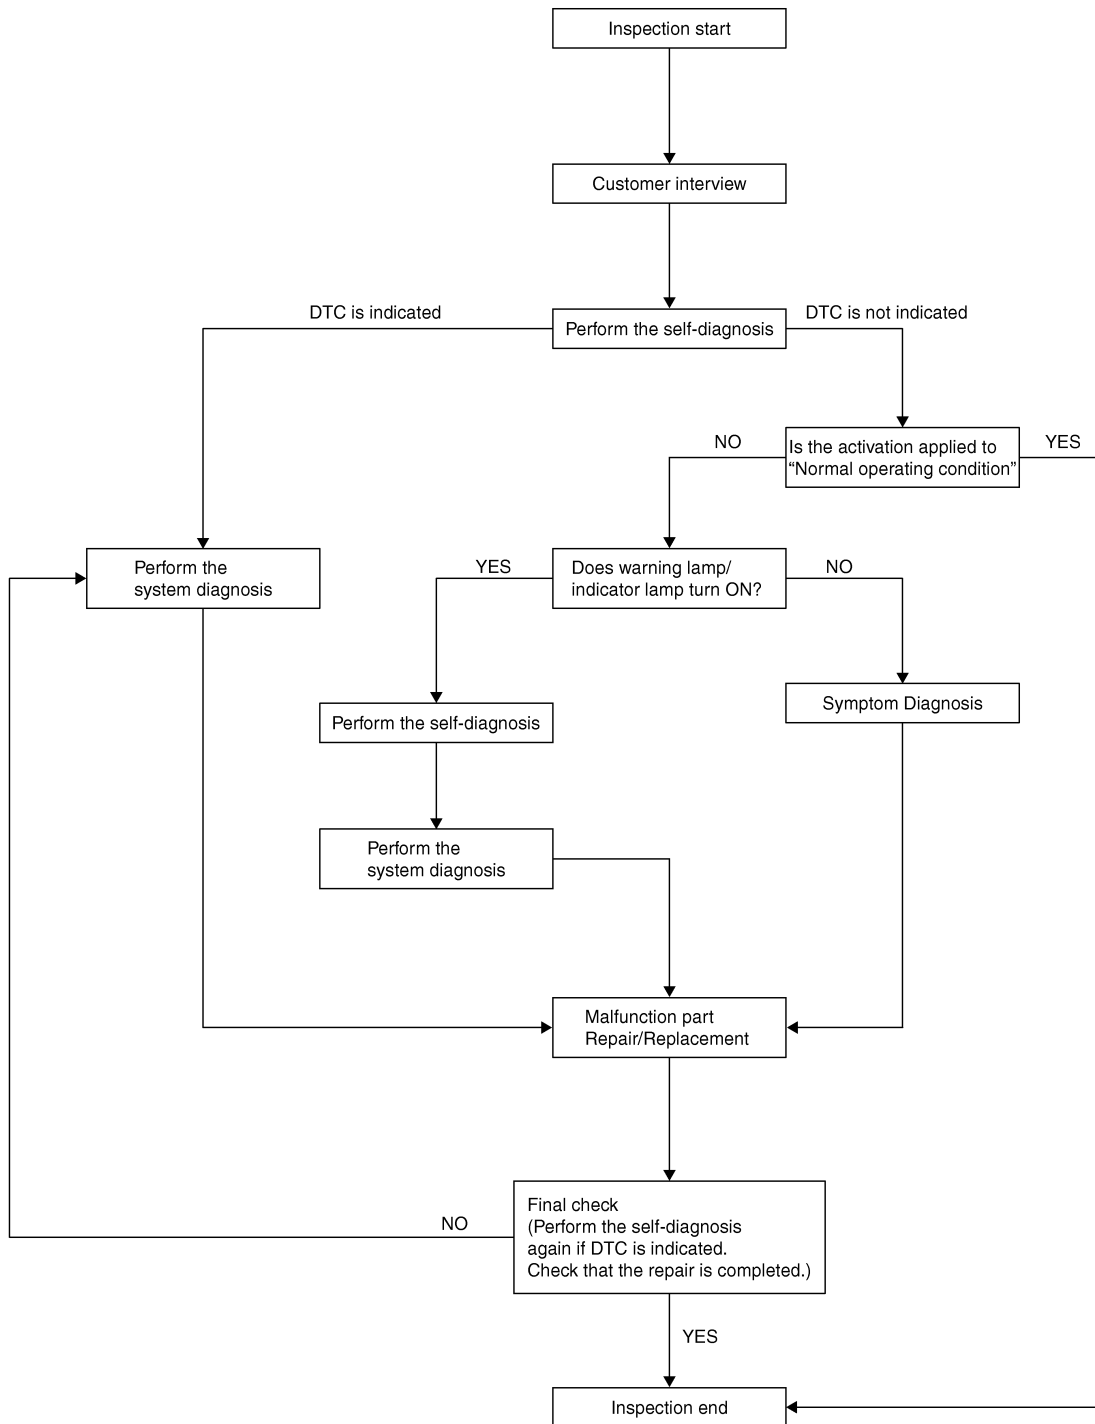 Inspection start
Customer interview
DTC is indicated
DTC is not indicated
Perform the self-diagnosis
NO
Is the activation applied to
“Normal operating condition”
YES
Perform the
system diagnosis
YES
Does warning lamp/
indicator lamp turn ON?
NO
Perform the self-diagnosis
Symptom Diagnosis
Perform the
system diagnosis
Malfunction part
Repair/Replacement
NO
Final check
(Perform the self-diagnosis
again if DTC is indicated.
Check that the repair is completed.)
YES
Inspection end